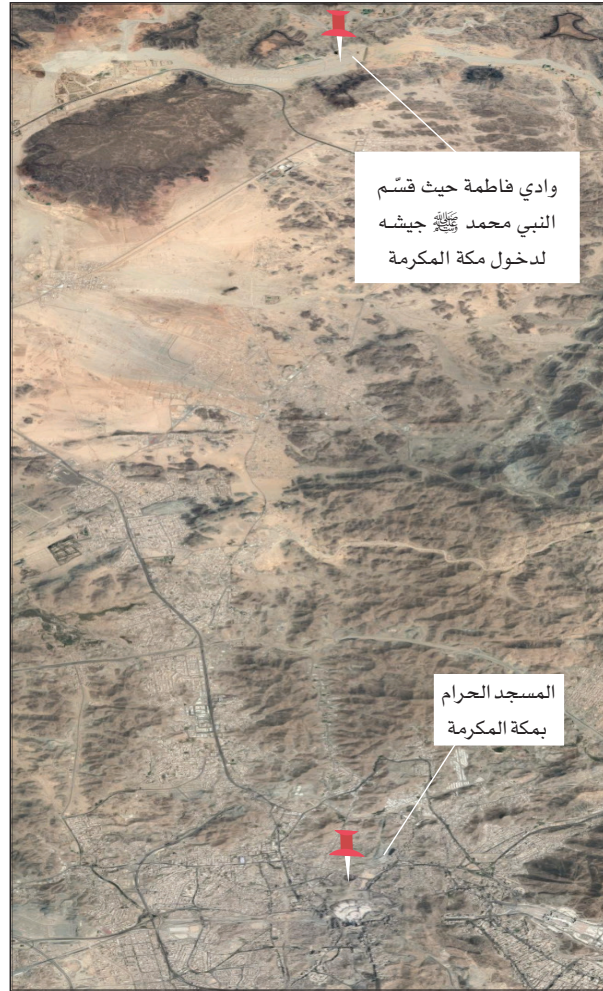 وادي فاطمة حيث قسّم
النبي محمد ﷺ جيشه
لدخول مكة المكرمة
المسجد الحرام
بمكة المكرمة